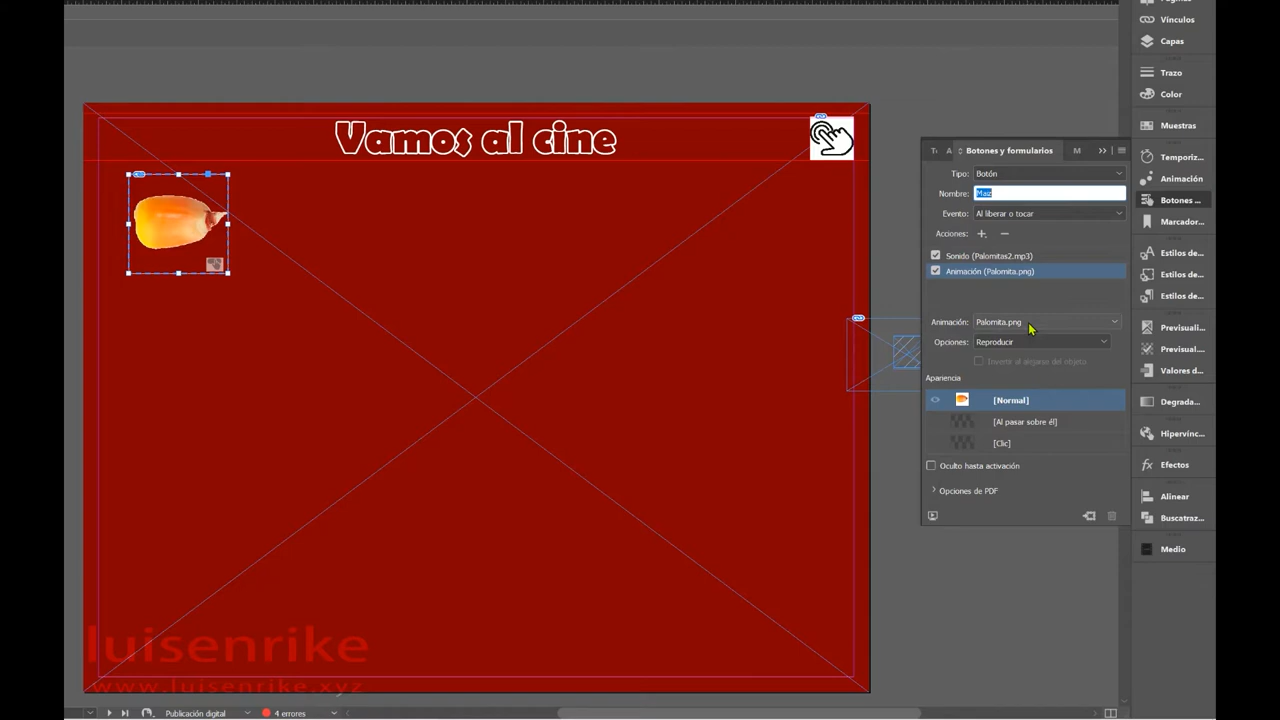 Vínculos
Capas
Trazo
Color
Muestras
Temporiz...
Animación
Botones ...
Marcador...
Estilos de...
Estilos de...
Estilos de...
Previsuali...
Previsual....
Valores d...
Degrada...
Hipervínc...
Efectos
Alinear
Buscatraz...
Medio
Vamos al cine
Botones y formularios
Tipo:
Botón
Nombre:
Maiz
Evento:
Al liberar o tocar
Acciones:
Sonido (Palomitas2.mp3)
Animación (Palomita.png)
Animación:
Palomita.png
Opciones:
Reproducir
Invertir al alejarse del objeto
Apariencia
[Normal]
[Al pasar sobre él]
[Clic]
Oculto hasta activación
Opciones de PDF
luisenrike
www.luisenrike.xyz
Publicación digital
4 errores